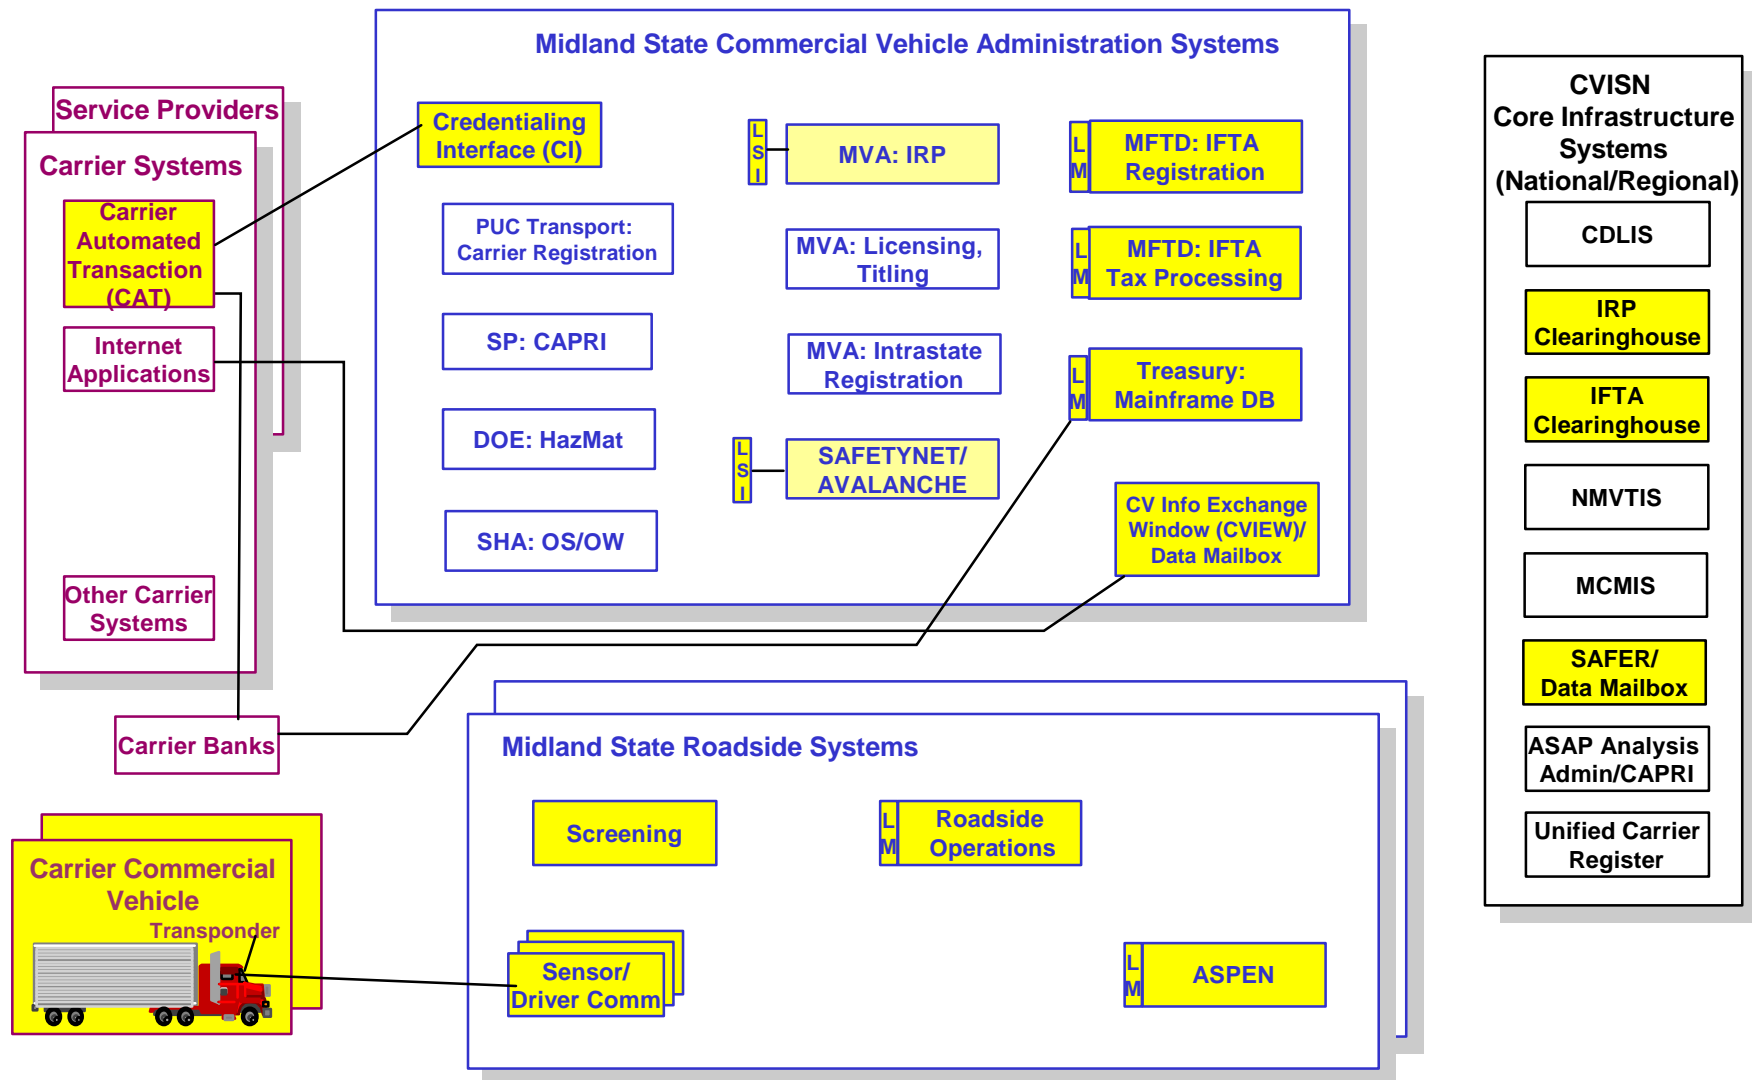 Midland State Commercial Vehicle Administration Systems
Service Providers
Carrier Systems
Carrier
Automated
Transaction
(CAT)
Internet
Applications
Other Carrier
Systems
Carrier Banks
Carrier Commercial
Vehicle
Transponder
Credentialing
Interface (CI)
PUC Transport:
Carrier Registration
SP: CAPRI
DOE: HazMat
SHA: OS/OW
L
S
I
MVA: IRP
MVA: Licensing,
Titling
MVA: Intrastate
Registration
L
S
I
SAFETYNET/
AVALANCHE
L
M
MFTD: IFTA
Registration
L
M
MFTD: IFTA
Tax Processing
L
M
Treasury:
Mainframe DB
CV Info Exchange
Window (CVIEW)/
Data Mailbox
Midland State Roadside Systems
Screening
L
M
Roadside
Operations
Sensor/
Driver Comm
L
M
ASPEN
CVISN
Core Infrastructure
Systems
(National/Regional)
CDLIS
IRP
Clearinghouse
IFTA
Clearinghouse
NMVTIS
MCMIS
SAFER/
Data Mailbox
ASAP Analysis
Admin/CAPRI
Unified Carrier
Register